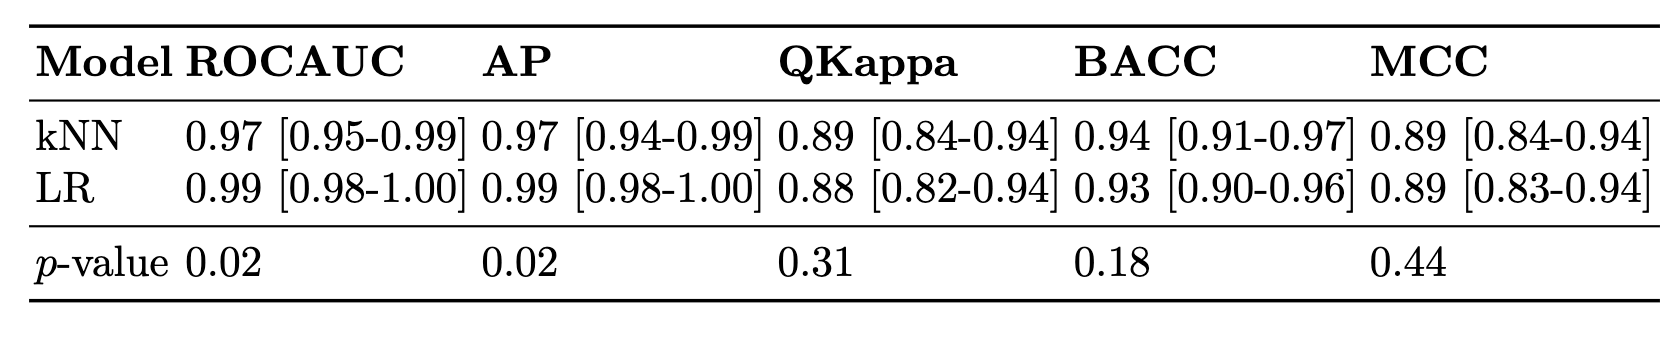 Model ROCAUC AP QKappa BACC MCC
kNN 0.97 [0.95-0.99] 0.97 [0.94-0.99] 0.89 [0.84-0.94] 0.94 [0.91-0.97] 0.89 [0.84-0.94]
LR 0.99 [0.98-1.00] 0.99 [0.98-1.00] 0.88 [0.82-0.94] 0.93 [0.90-0.96] 0.89 [0.83-0.94]
p-value 0.02 0.02 0.31 0.18 0.44